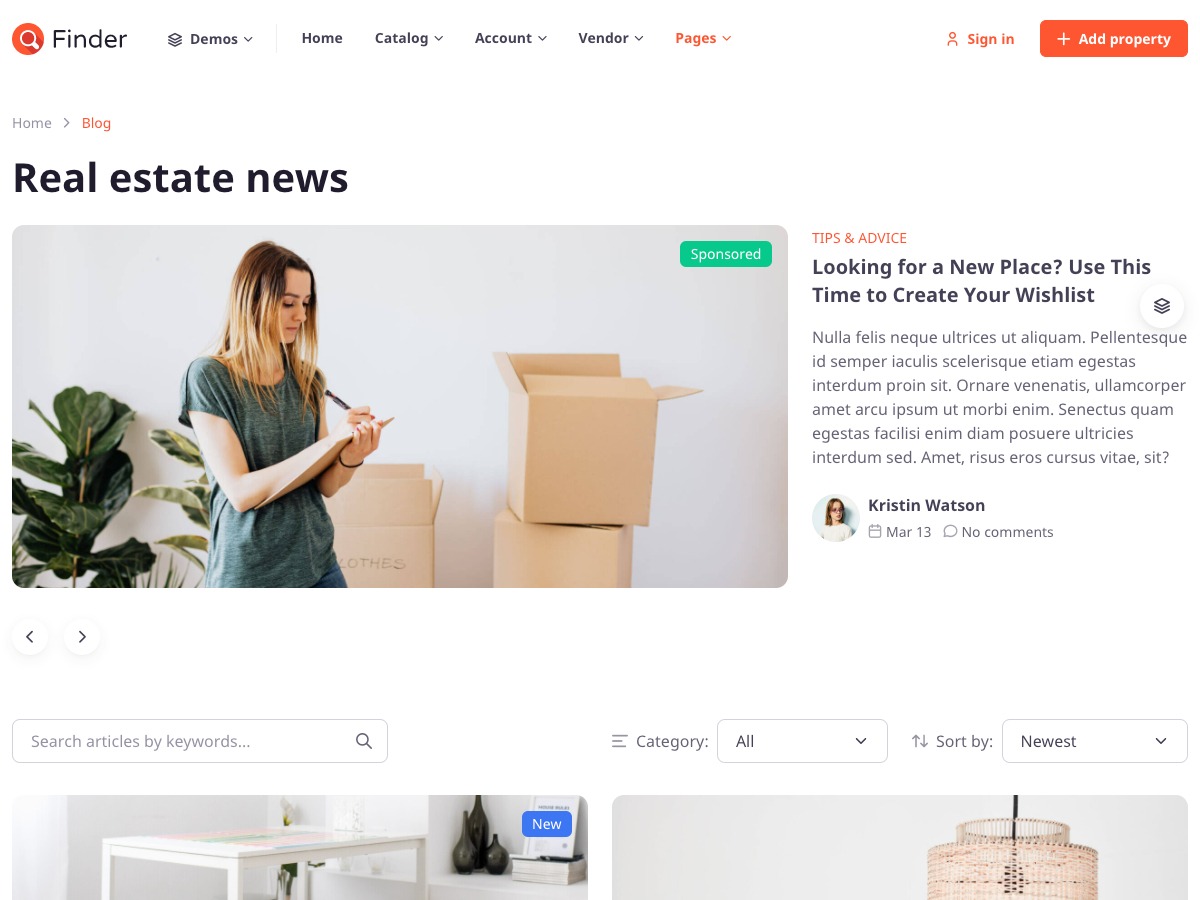 Finder
Demos
Home
Catalog
Account
Vendor
Pages
Sign in
Add property
Home
Blog
Real estate news
Sponsored
LOTHES
TIPS & ADVICE
Looking for a New Place? Use This
Time to Create Your Wishlist
Nulla felis neque ultrices ut aliquam. Pellentesque
id semper iaculis scelerisque etiam egestas
interdum proin sit. Ornare venenatis, ullamcorper
amet arcu ipsum ut morbi enim. Senectus quam
egestas facilisi enim diam posuere ultricies
interdum sed. Amet, risus eros cursus vitae, sit?
Kristin Watson
Mar 13
No comments
Search articles by keywords...
Category:
All
Sort by:
Newest
New